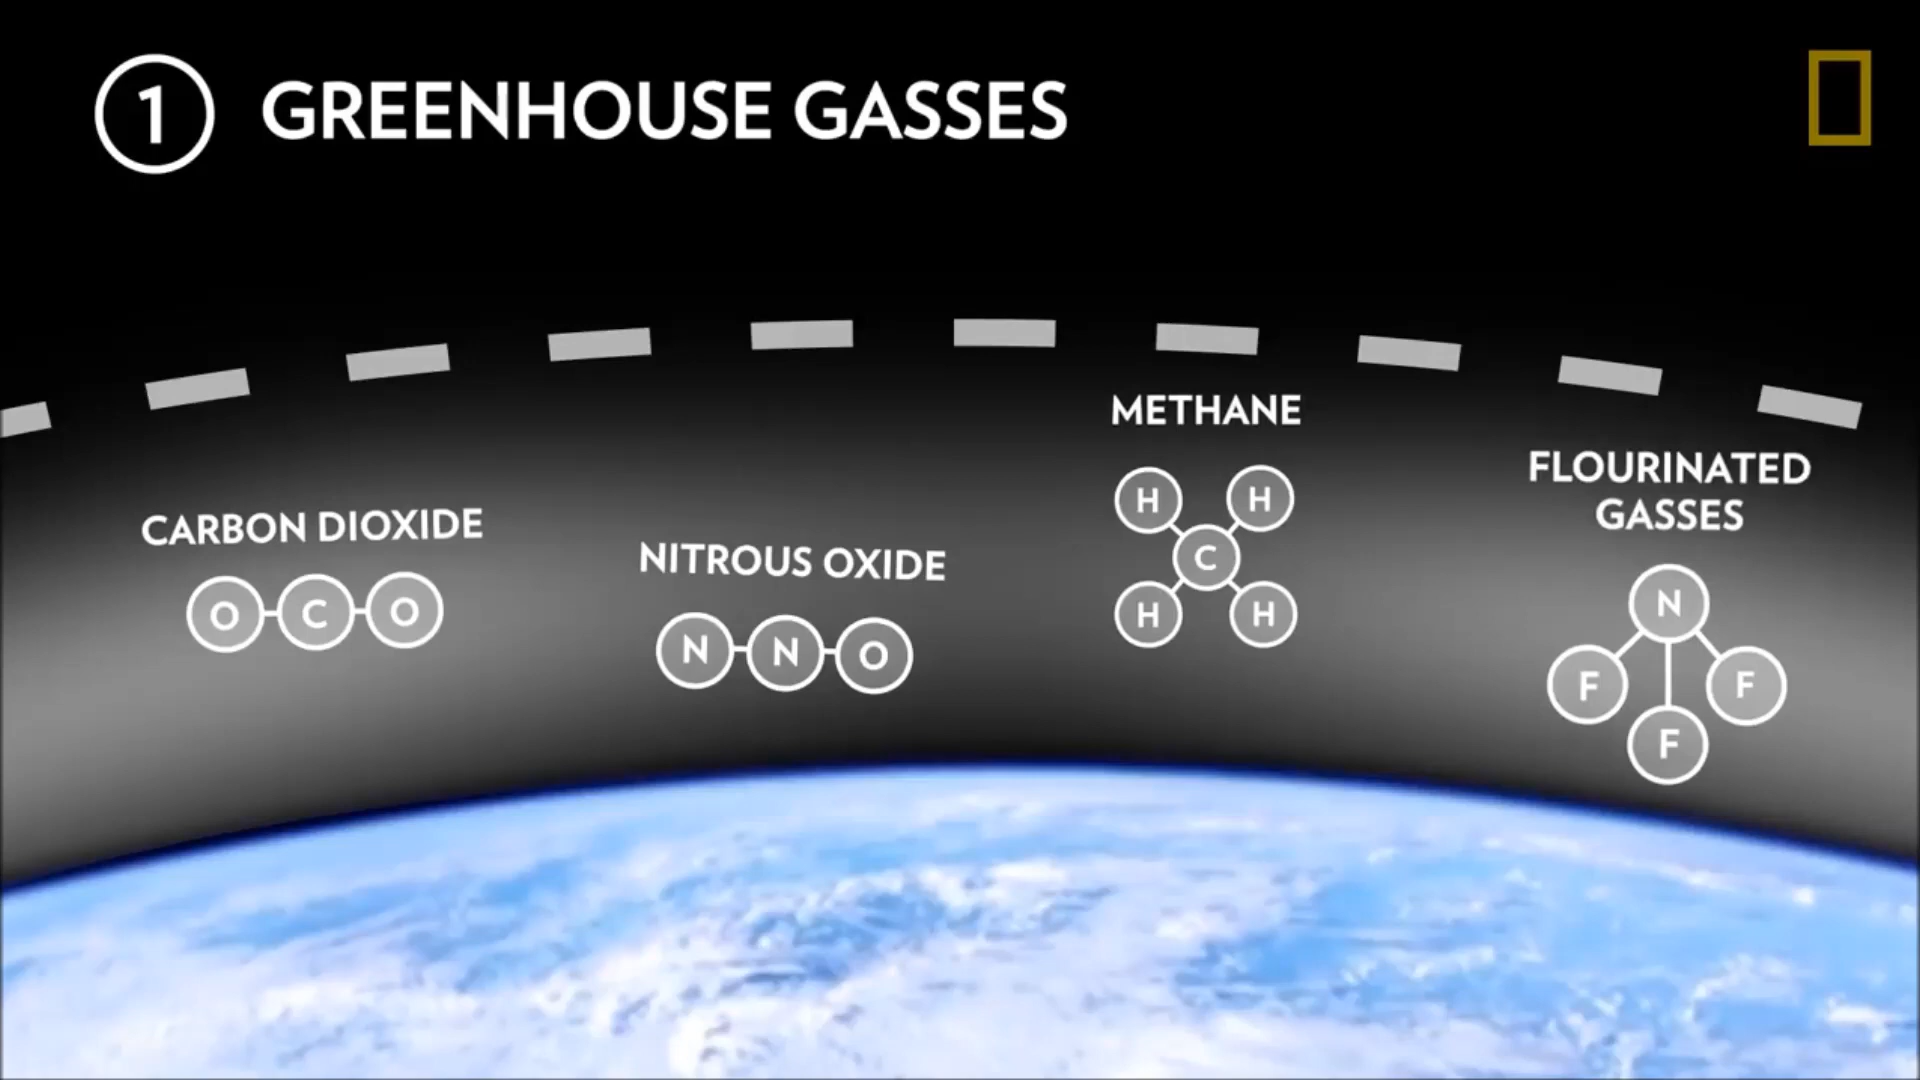 1 GREENHOUSE GASSES
METHANE
FLOURINATED
GASSES
CARBON DIOXIDE
NITROUS OXIDE
H H
C
H H
O C O
N N O
N
F F
F